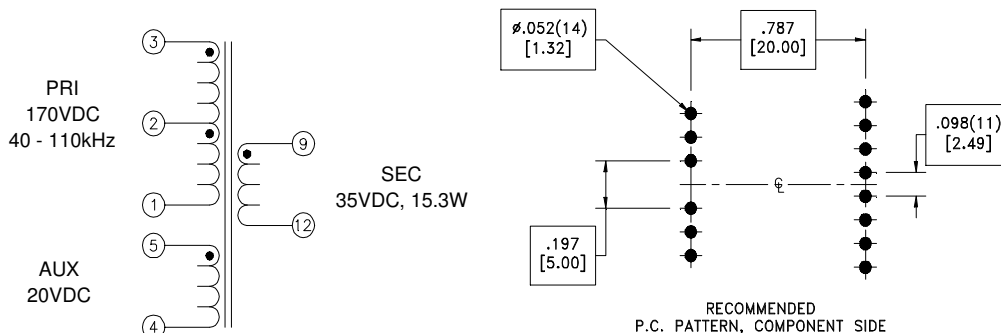 3
PRI
170VDC
40 - 110kHz
2
1
5
AUX
20VDC
4
9
SEC
35VDC, 15.3W
12
ø.052(14)
[1.32]
.787
[20.00]
.098(11)
[2.49]
℄
.197
[5.00]
RECOMMENDED
P.C. PATTERN, COMPONENT SIDE